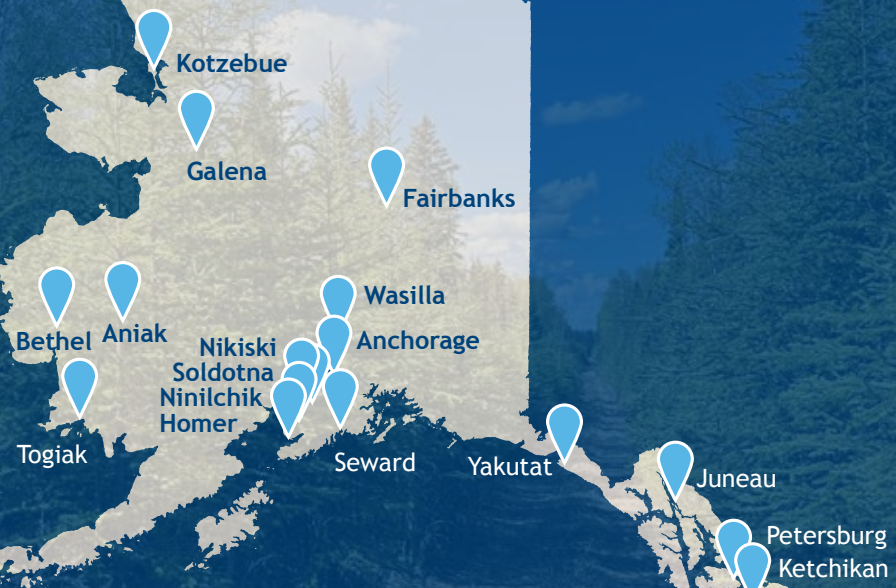 Kotzebue
Galena
Fairbanks
Wasilla
Bethel
Aniak
Nikiski
Anchorage
Soldotna
Ninilchik
Homer
Togiak
Seward
Yakutat
Juneau
Petersburg
Ketchikan